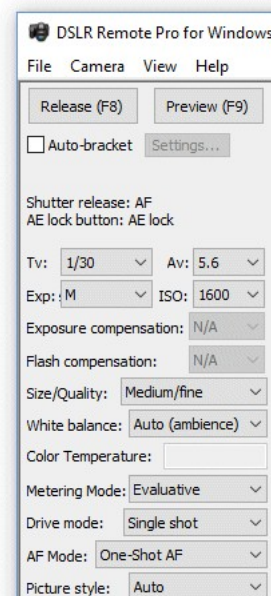 DSLR Remote Pro for Windows
File Camera View Help
Release (F8) Preview (F9)
Auto-bracket Settings...
Shutter release: AF
AE lock button: AE lock
Tv: 1/30 Av: 5.6
Exp: M ISO: 1600
Exposure compensation: N/A
Flash compensation: N/A
Size/Quality: Medium/fine
White balance: Auto (ambience)
Color Temperature:
Metering Mode: Evaluative
Drive mode: Single shot
AF Mode: One-Shot AF
Picture style: Auto